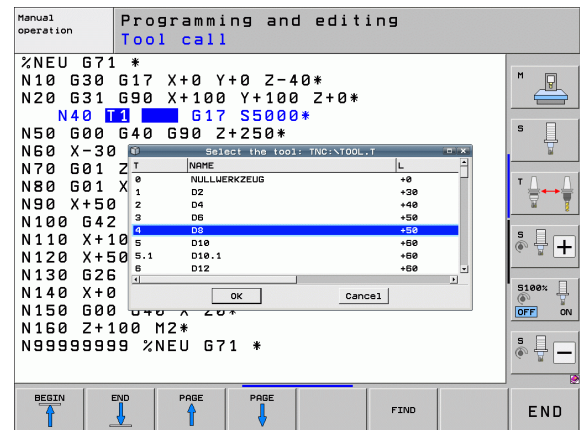 Manual operation
Programming and editing
Tool call
%NEU G71 *
N10 G30 G17 X+0 Y+0 Z-40*
N20 G31 G90 X+100 Y+100 Z+0*
N40 T1 G17 S5000*
N50 G00 G40 G90 Z+250*
N60 X-30
N70 G01 Z
N80 G01 X
N90 X+50
N100 G42
N110 X+10
N120 X+50
N130 G26
N140 X+0
N150 G00
N160 Z+100 M2*
N99999999 %NEU G71 *
Select the tool: TNC:\TOOL.T
T NAME L
0 NULLWERKZEUG +0
1 D2 +30
2 D4 +40
3 D6 +50
4 D8 +50
5 D10 +60
5.1 D10.1 +60
6 D12 +60
OK Cancel
M
S
T
S
S100%
OFF ON
S
BEGIN END PAGE PAGE FIND END